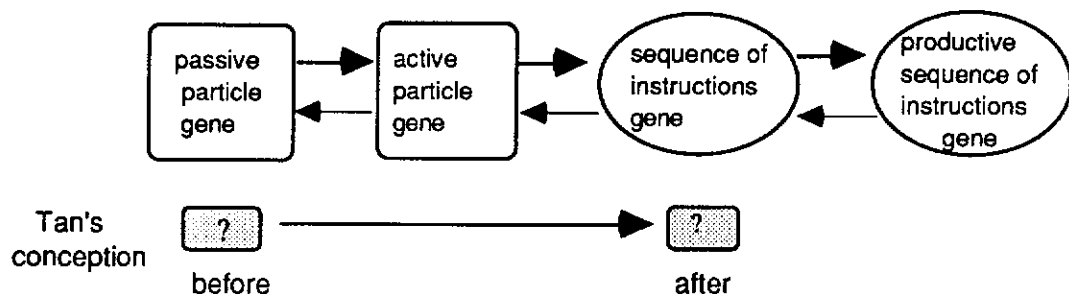 passive
particle
gene
active
particle
gene
sequence of
instructions
gene
productive
sequence of
instructions
gene
Tan's
conception
?
before
?
after